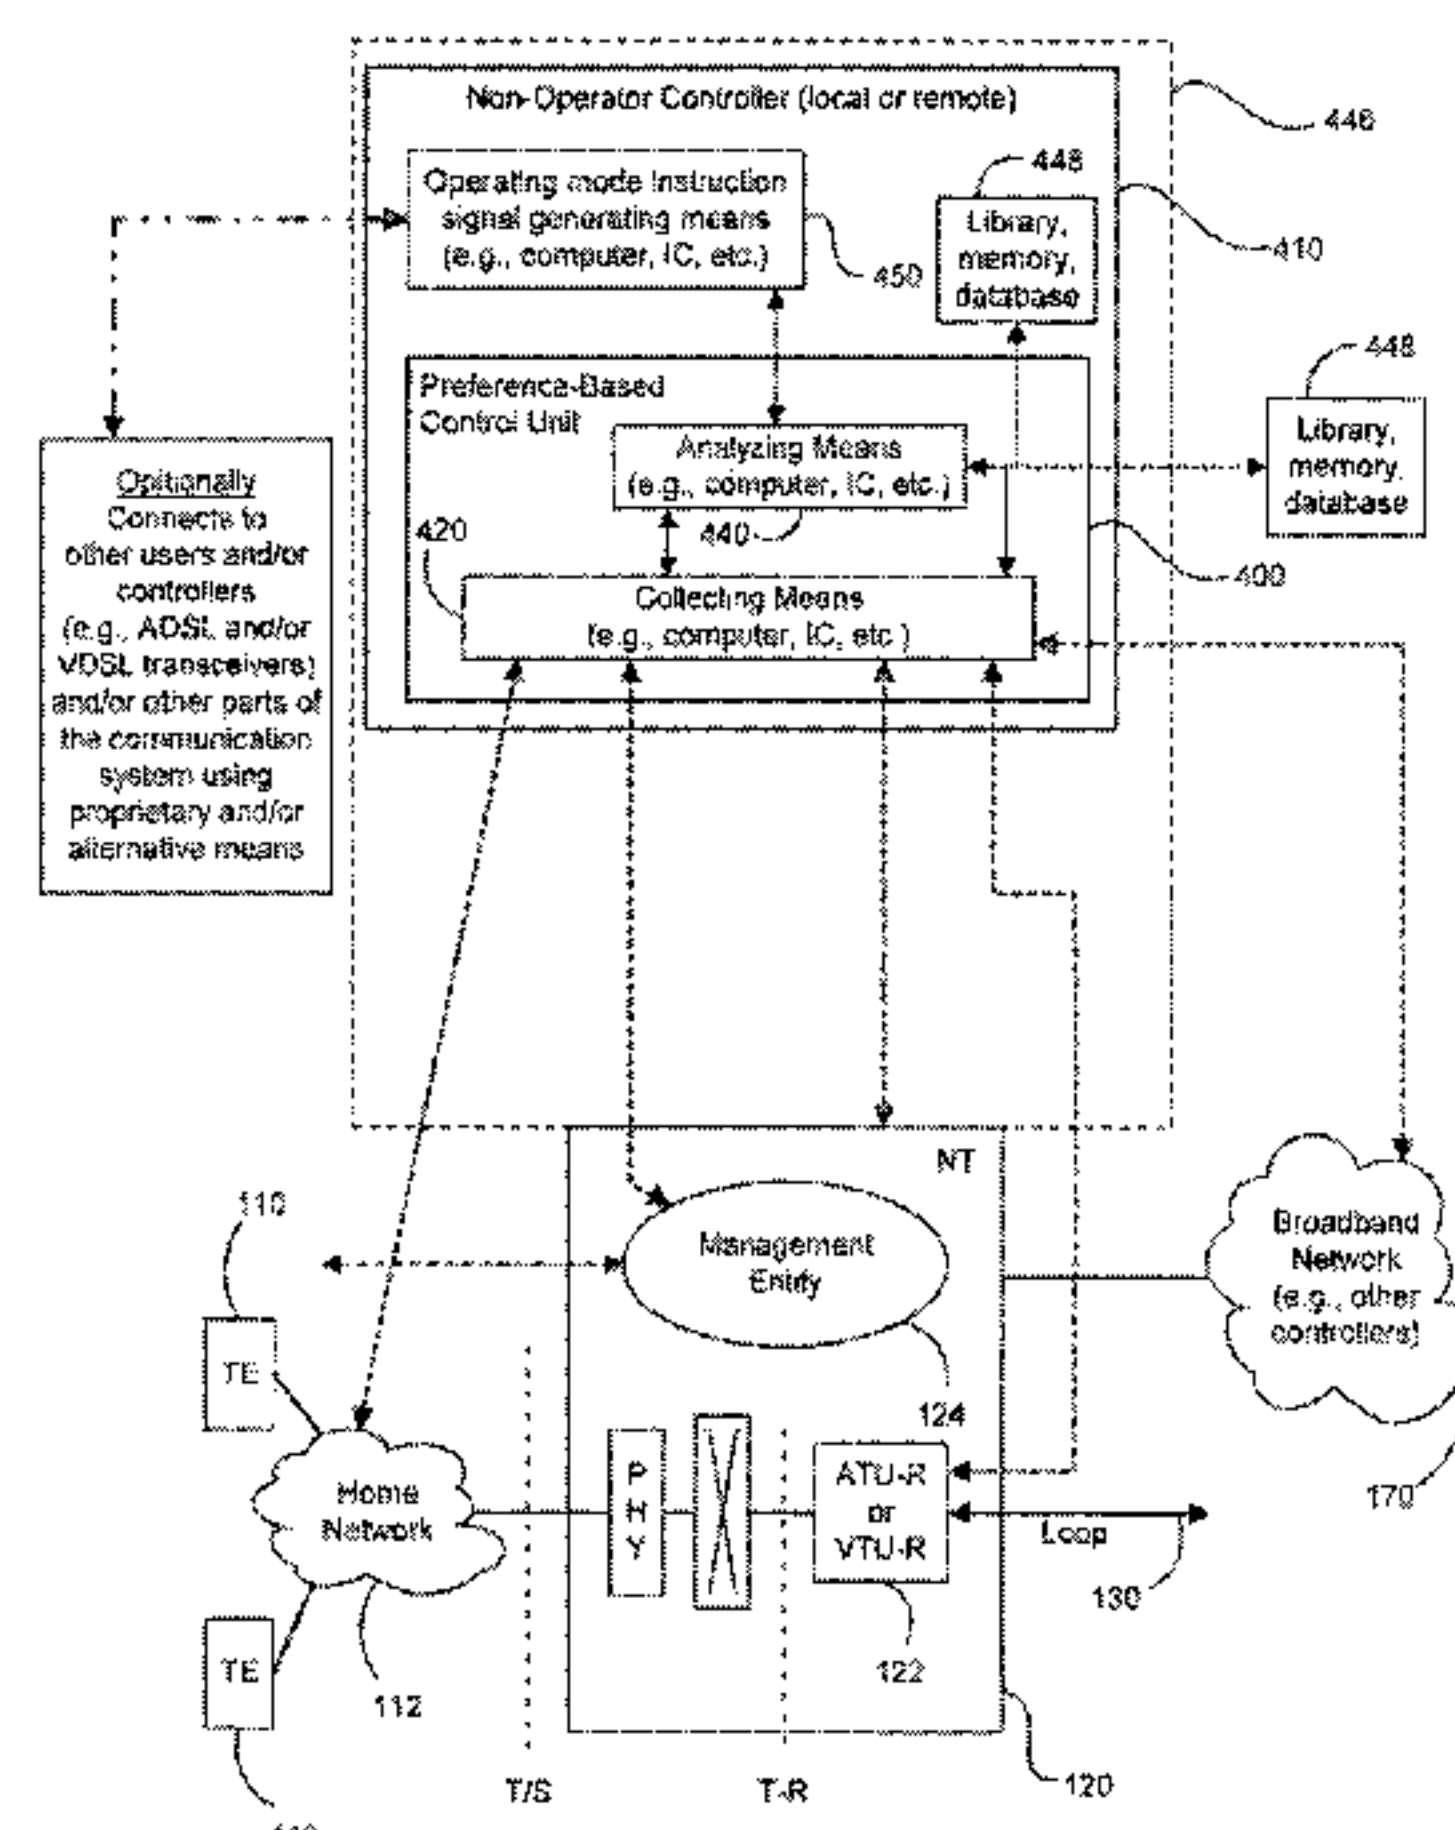 Non-Operator Controller (local or remote)
446
Operating mode Instruction
signal generating means
(e.g., computer, IC, etc.)
450
448
Library,
memory,
database
410
448
Library,
memory,
database
Preference-Based
Control Unit
Analyzing Means
(e.g., computer, IC, etc.)
440
420
400
Collecting Means
(e.g., computer, IC, etc.)
Opitionally
Connects to
other users and/or
controllers
(e.g., ADSL and/or
VDSL transceivers)
and/or other parts of
the communication
system using
proprietary and/or
alternative means
NT
Management
Entity
124
Broadband
Network
(e.g., other
controllers)
170
110
TE
Home
Network
112
TE
P
H
Y
ATU-R
or
VTU-R
122
Loop
130
120
T/S
T-R